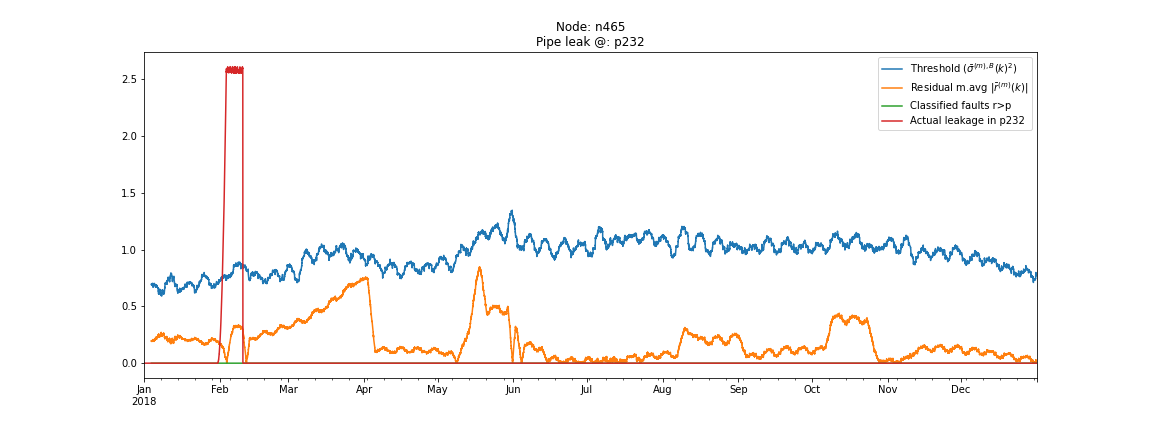 Node: n465
Pipe leak @: p232
Threshold (σ̄⁽ᵐ⁾,ᴮ(k)²)
Residual m.avg |r̄⁽ᵐ⁾(k)|
Classified faults r>p
Actual leakage in p232
2.5
2.0
1.5
1.0
0.5
0.0
Jan Feb Mar Apr May Jun Jul Aug Sep Oct Nov Dec
2018